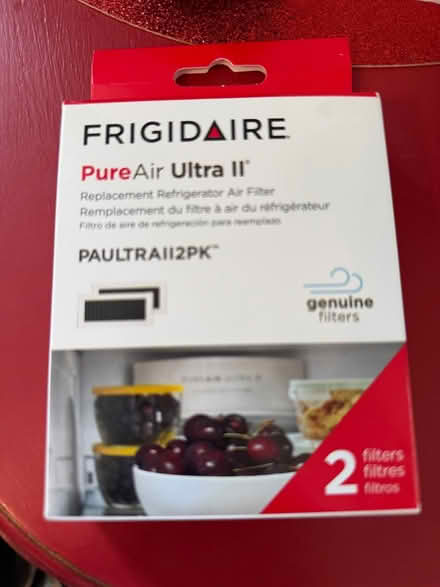 FRIGIDAIRE
PureAir Ultra II®
Replacement Refrigerator Air Filter
Remplacement du filtre à air du réfrigérateur
Filtro de aire de refrigeración para reemplazo
PAULTRAII2PK™
genuine
filters
2
filters
filtres
filtros